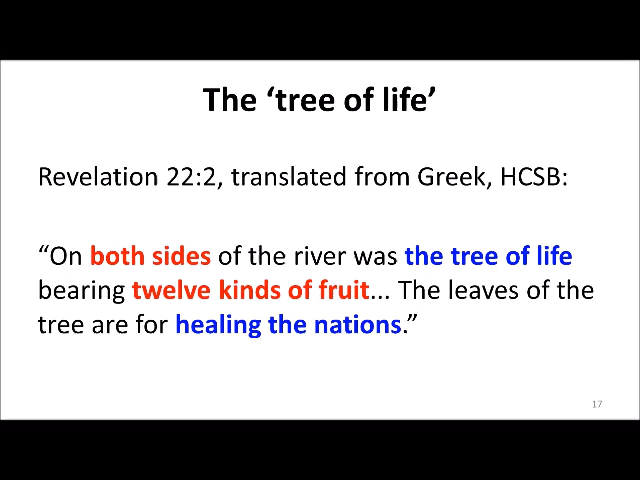 The ‘tree of life’
Revelation 22:2, translated from Greek, HCSB:
“On both sides of the river was the tree of life
bearing twelve kinds of fruit... The leaves of the
tree are for healing the nations.”
17